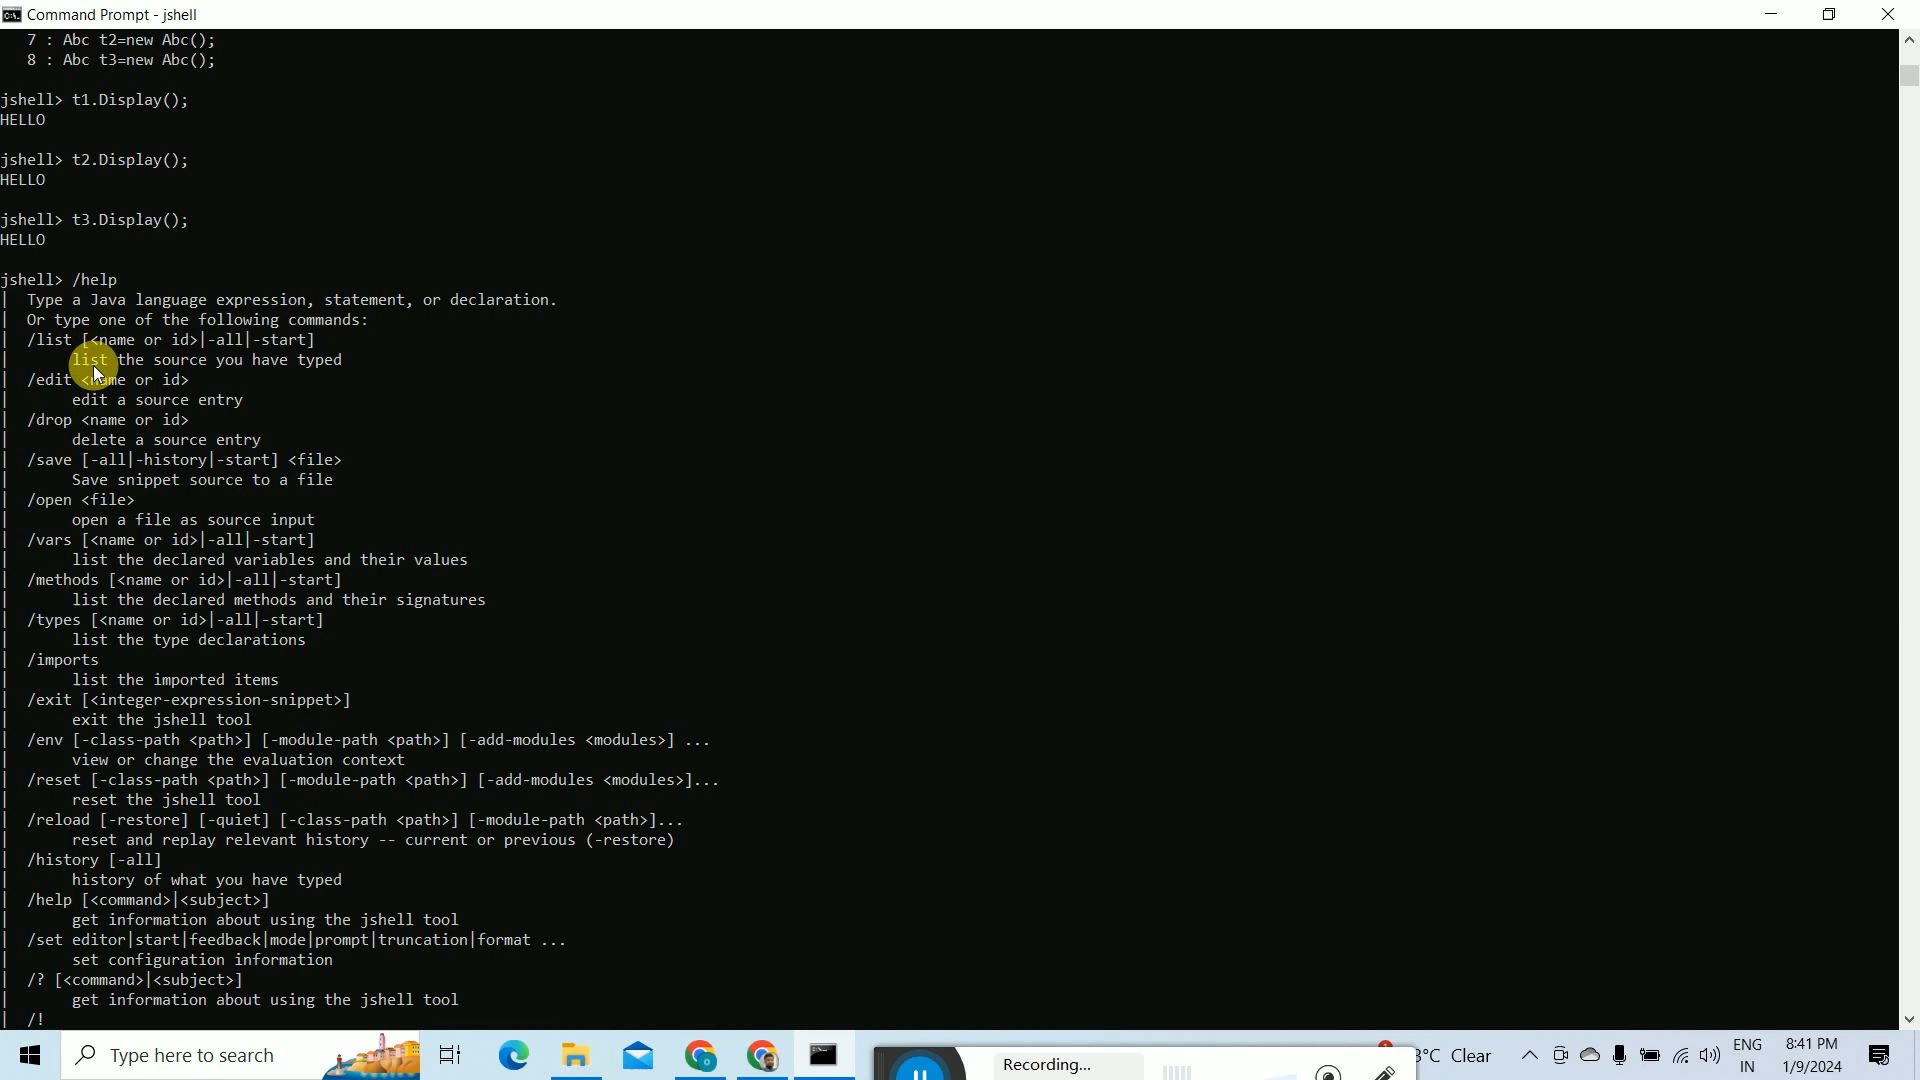 Command Prompt - jshell
7 : Abc t2=new Abc();
8 : Abc t3=new Abc();
jshell> t1.Display();
HELLO
jshell> t2.Display();
HELLO
jshell> t3.Display();
HELLO
jshell> /help
| Type a Java language expression, statement, or declaration.
| Or type one of the following commands:
| /list [<name or id>|-all|-start]
| list the source you have typed
| /edit <name or id>
| edit a source entry
| /drop <name or id>
| delete a source entry
| /save [-all|-history|-start] <file>
| Save snippet source to a file
| /open <file>
| open a file as source input
| /vars [<name or id>|-all|-start]
| list the declared variables and their values
| /methods [<name or id>|-all|-start]
| list the declared methods and their signatures
| /types [<name or id>|-all|-start]
| list the type declarations
| /imports
| list the imported items
| /exit [<integer-expression-snippet>]
| exit the jshell tool
| /env [-class-path <path>] [-module-path <path>] [-add-modules <modules>] ...
| view or change the evaluation context
| /reset [-class-path <path>] [-module-path <path>] [-add-modules <modules>]...
| reset the jshell tool
| /reload [-restore] [-quiet] [-class-path <path>] [-module-path <path>]...
| reset and replay relevant history -- current or previous (-restore)
| /history [-all]
| history of what you have typed
| /help [<command>|<subject>]
| get information about using the jshell tool
| /set editor|start|feedback|mode|prompt|truncation|format ...
| set configuration information
| /? [<command>|<subject>]
| get information about using the jshell tool
| /!
Type here to search
Recording...
3°C Clear
ENG
IN
8:41 PM
1/9/2024